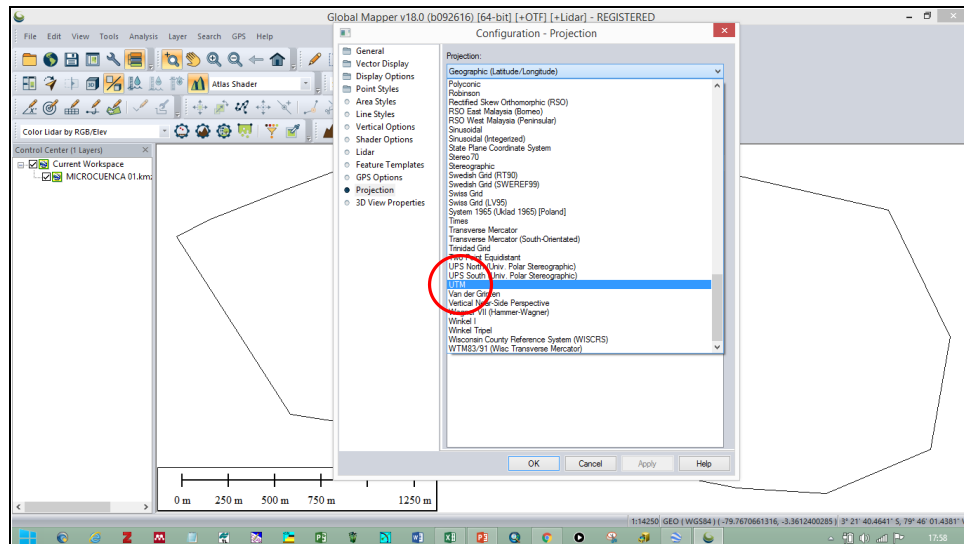 Global Mapper v18.0 (b092616) [64-bit] [+OTF] [+Lidar] - REGISTERED
File Edit View Tools Analysis Layer Search GPS Help
Atlas Shader
Color Lidar by RGB/Elev
Control Center (1 Layers)
Current Workspace
MICROCUENCA 01.kmz
Configuration - Projection
General
Vector Display
Display Options
Point Styles
Area Styles
Line Styles
Vertical Options
Shader Options
Lidar
Feature Templates
GPS Options
Projection
3D View Properties
Projection:
Geographic (Latitude/Longitude)
Polyconic
Robinson
Rectified Skew Orthomorphic (RSO)
RSO East Malaysia (Borneo)
RSO West Malaysia (Peninsular)
Sinusoidal
Sinusoidal (Integerized)
State Plane Coordinate System
Stereo70
Stereographic
Swedish Grid (RT90)
Swedish Grid (SWEREF99)
Swiss Grid
Swiss Grid (LV95)
System 1965 (Uklad 1965) [Poland]
Times
Transverse Mercator
Transverse Mercator (South-Orientated)
Trinidad Grid
Two Point Equidistant
UPS North (Univ. Polar Stereographic)
UPS South (Univ. Polar Stereographic)
UTM
Van der Grinten
Vertical Near-Side Perspective
Wagner VII (Hammer-Wagner)
Winkel I
Winkel Tripel
Wisconsin County Reference System (WISCRS)
WTM83/91 (Wisc Transverse Mercator)
OK Cancel Apply Help
0 m 250 m 500 m 750 m 1250 m
1:14250 GEO ( WGS84 ) ( -79.7670661316, -3.3612400285 ) 3° 21' 40.4641" S, 79° 46' 01.4381"
17:58